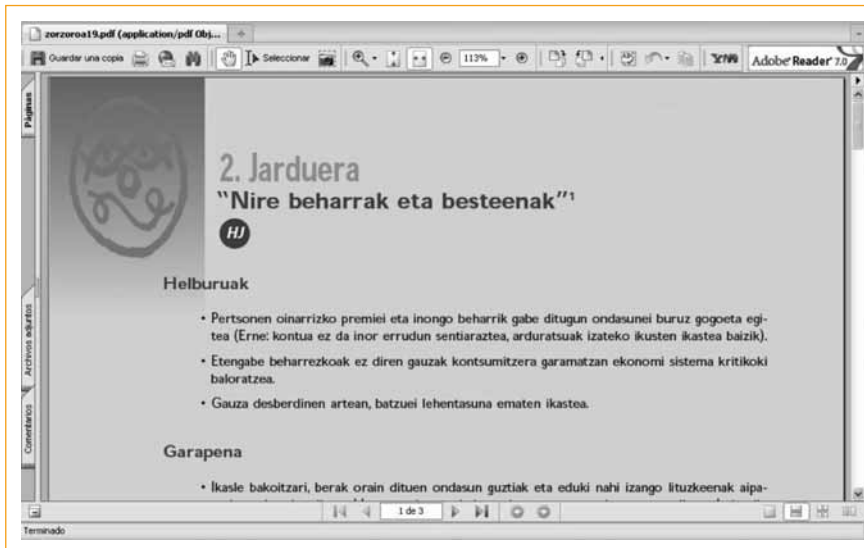 zorzoroa19.pdf (application/pdf Obj...
Guardar una copia
Seleccionar
113%
Adobe Reader 7.0
Páginas
2. Jarduera
“Nire beharrak eta besteenak”¹
HJ
Helburuak
• Pertsonen oinarrizko premiei eta inongo beharrik gabe ditugun ondasunei buruz gogoeta egi-
tea (Erne: kontua ez da inor errudun sentiaraztea, arduratsuak izateko ikusten ikastea baizik).
• Etengabe beharrezkoak ez diren gauzak kontsumitzera garamatzan ekonomi sistema kritikoki
baloratzea.
• Gauza desberdinen artean, batzuei lehentasuna ematen ikastea.
Archivos adjuntos
Comentarios
Garapena
• Ikasle bakoitzari, berak orain dituen ondasun guztiak eta eduki nahi izango lituzkeenak aipa-
1 de 3
Terminado